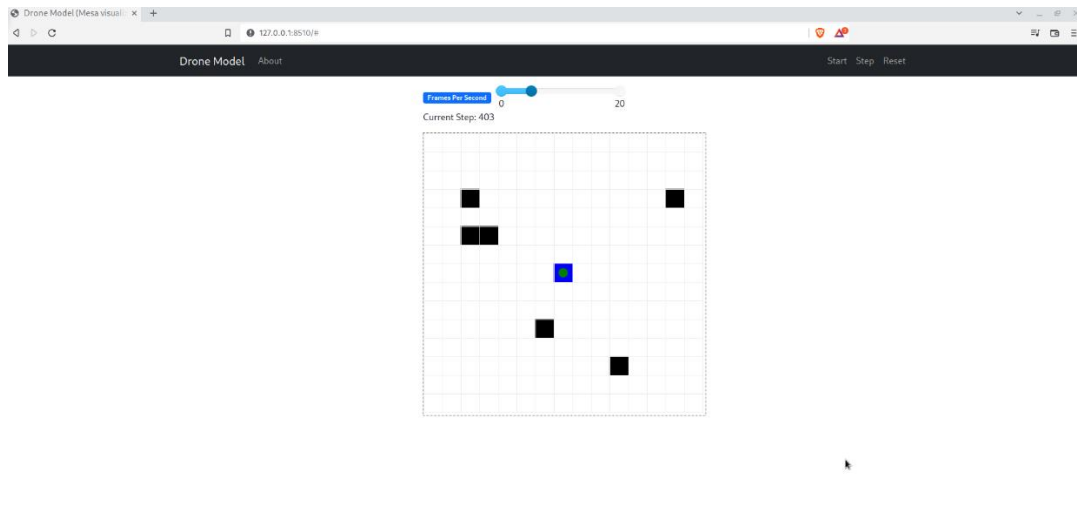 Drone Model (Mesa visuali
127.0.0.1:8510/#
Drone Model About Start Step Reset
Frames Per Second
0 20
Current Step: 403